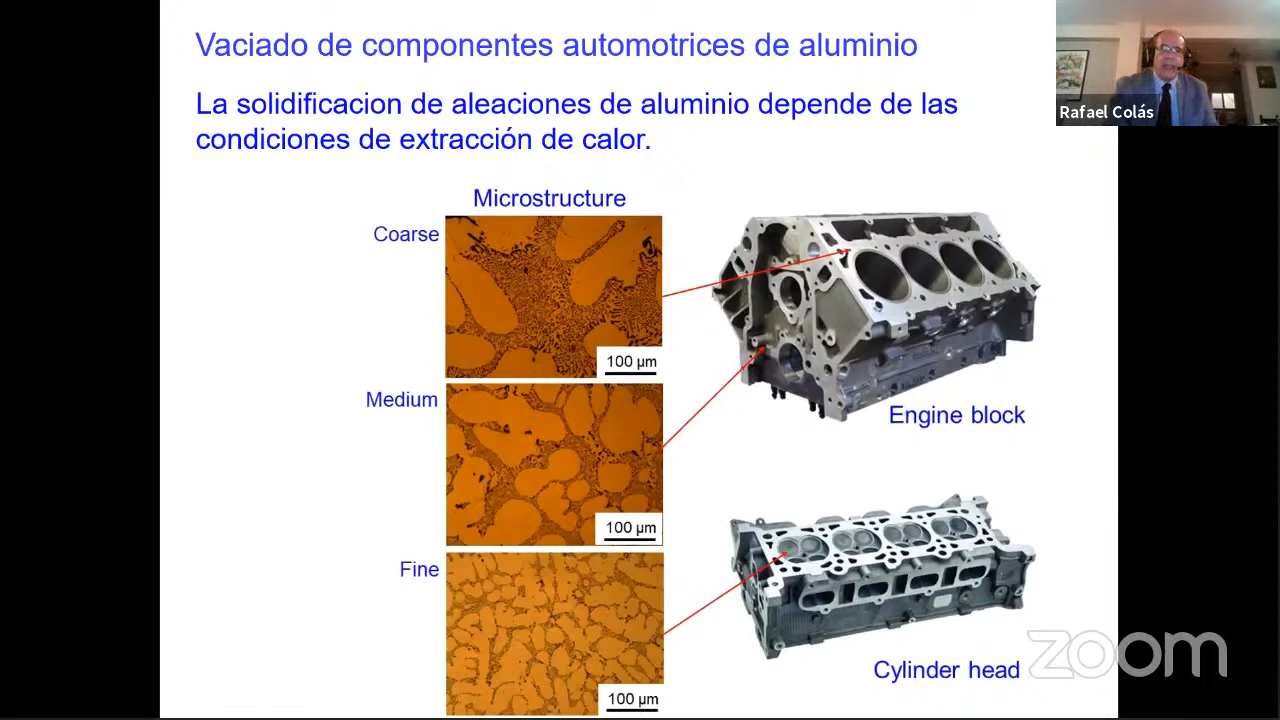 Vaciado de componentes automotrices de aluminio
La solidificacion de aleaciones de aluminio depende de las
condiciones de extracción de calor.
Rafael Colás
Microstructure
Coarse
100 µm
Medium
100 µm
Fine
100 µm
Engine block
Cylinder head
zoom